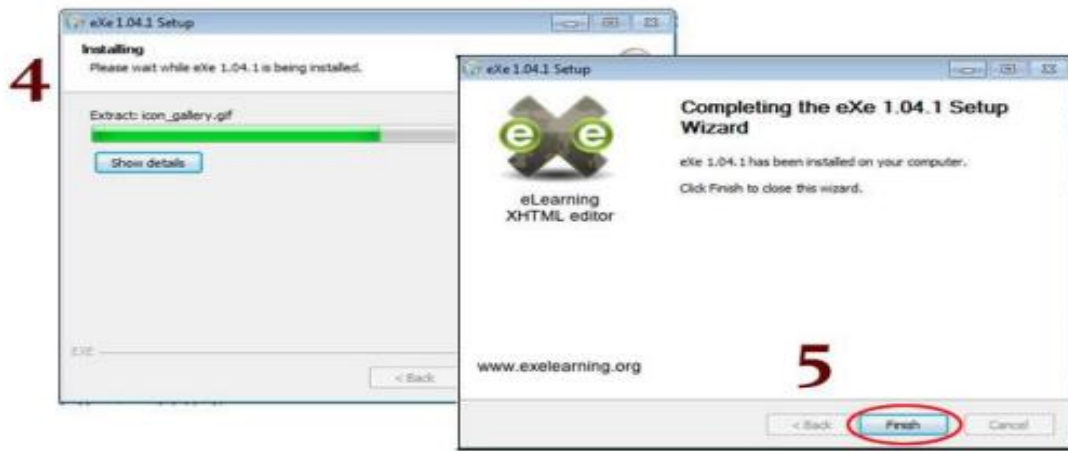 4
eXe 1.04.1 Setup
Installing
Please wait while eXe 1.04.1 is being installed.
Extract: icon_gallery.gif
Show details
EXE
< Back
eXe 1.04.1 Setup
e e
eLearning
XHTML editor
Completing the eXe 1.04.1 Setup
Wizard
eXe 1.04.1 has been installed on your computer.
Click Finish to close this wizard.
www.exelearning.org
5
< Back
Finish
Cancel